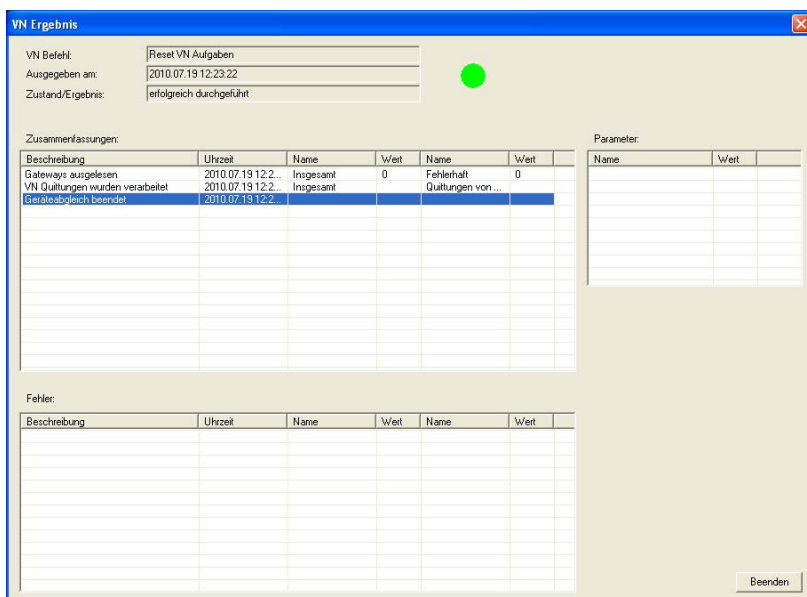 VN Ergebnis
VN Befehl: Reset VN Aufgaben
Ausgegeben am: 2010.07.19 12:23:22
Zustand/Ergebnis: erfolgreich durchgeführt
Zusammenfassungen:
Beschreibung Uhrzeit Name Wert Name Wert
Gateways ausgelesen 2010.07.19 12:2... Insgesamt 0 Fehlerhaft 0
VN Quittungen wurden verarbeitet 2010.07.19 12:2... Insgesamt Quittungen von ...
Geräteabgleich beendet 2010.07.19 12:2...
Parameter:
Name Wert
Fehler:
Beschreibung Uhrzeit Name Wert Name Wert
Beenden